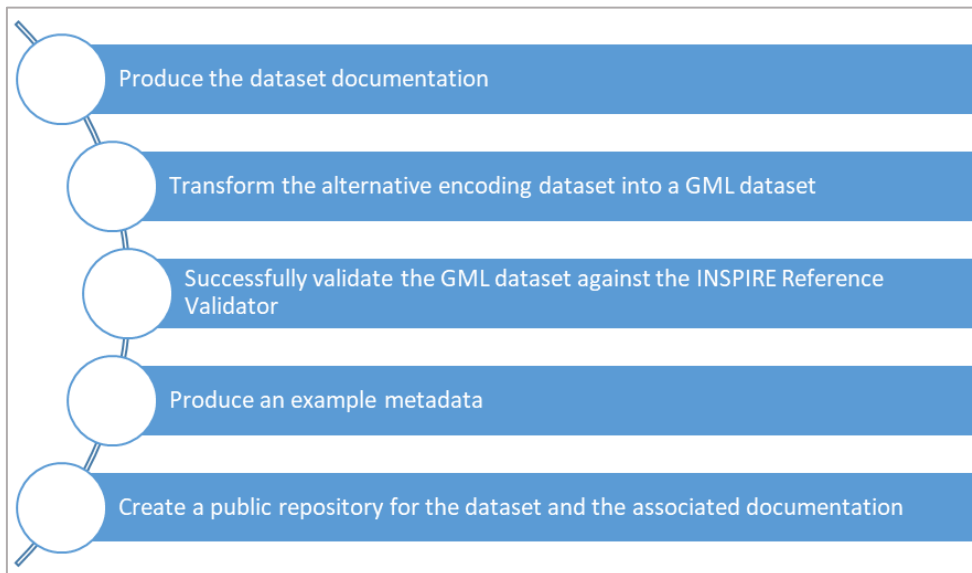 Produce the dataset documentation
Transform the alternative encoding dataset into a GML dataset
Successfully validate the GML dataset against the INSPIRE Reference
Validator
Produce an example metadata
Create a public repository for the dataset and the associated documentation